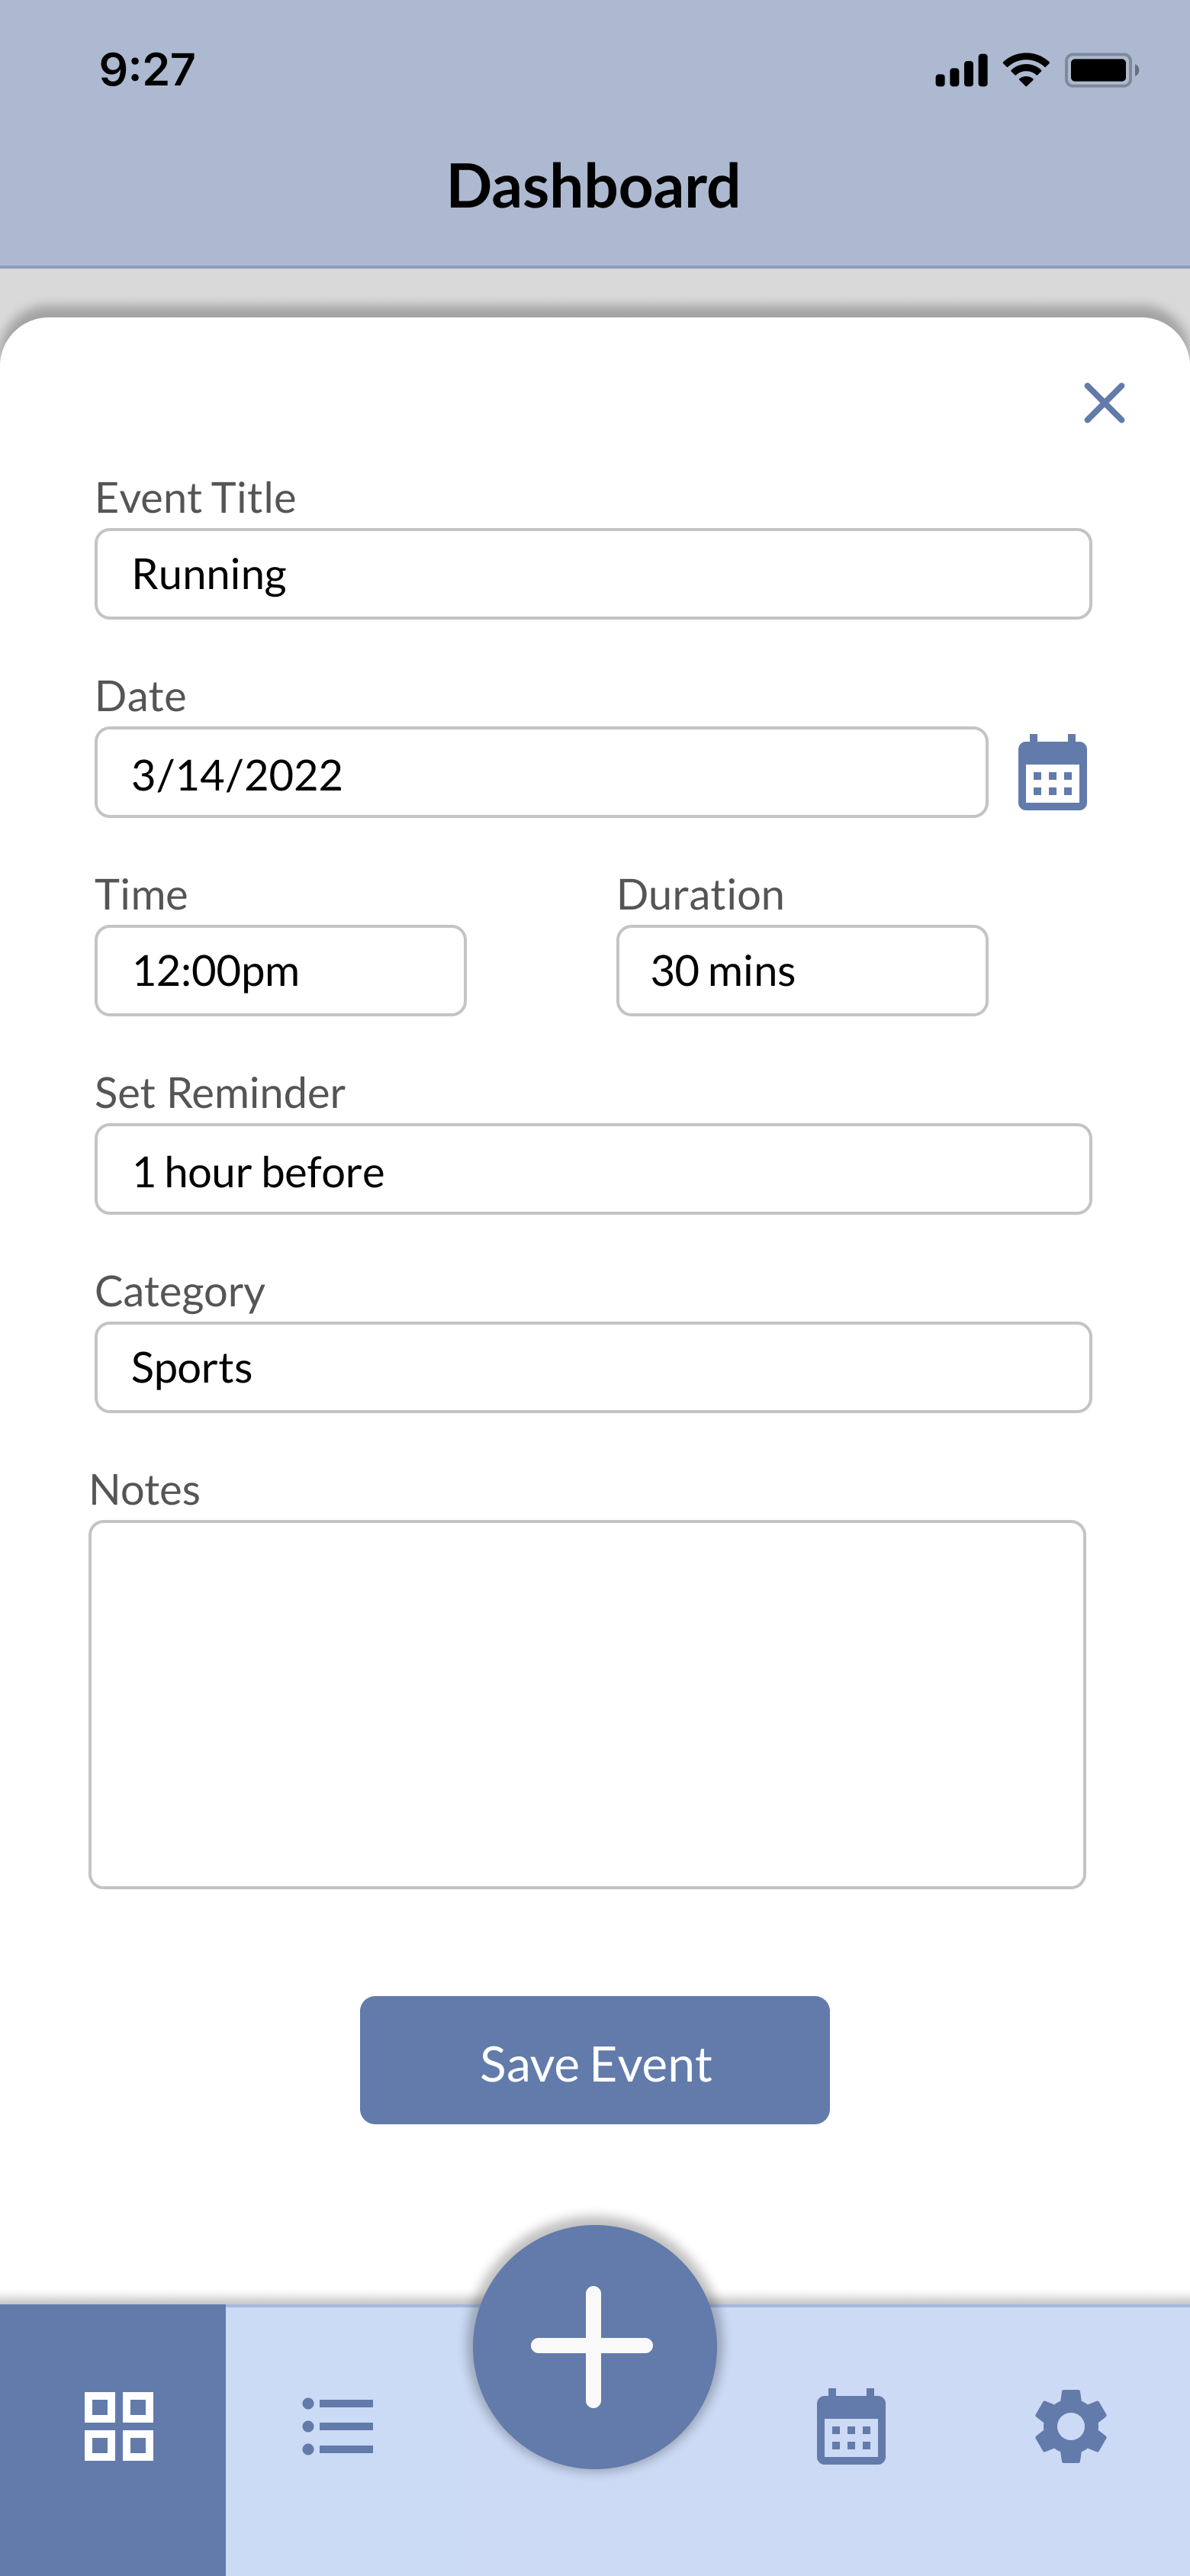 9:27
Dashboard
Event Title
Running
Date
3/14/2022
Time
Duration
12:00pm
30 mins
Set Reminder
1 hour before
Category
Sports
Notes
Save Event